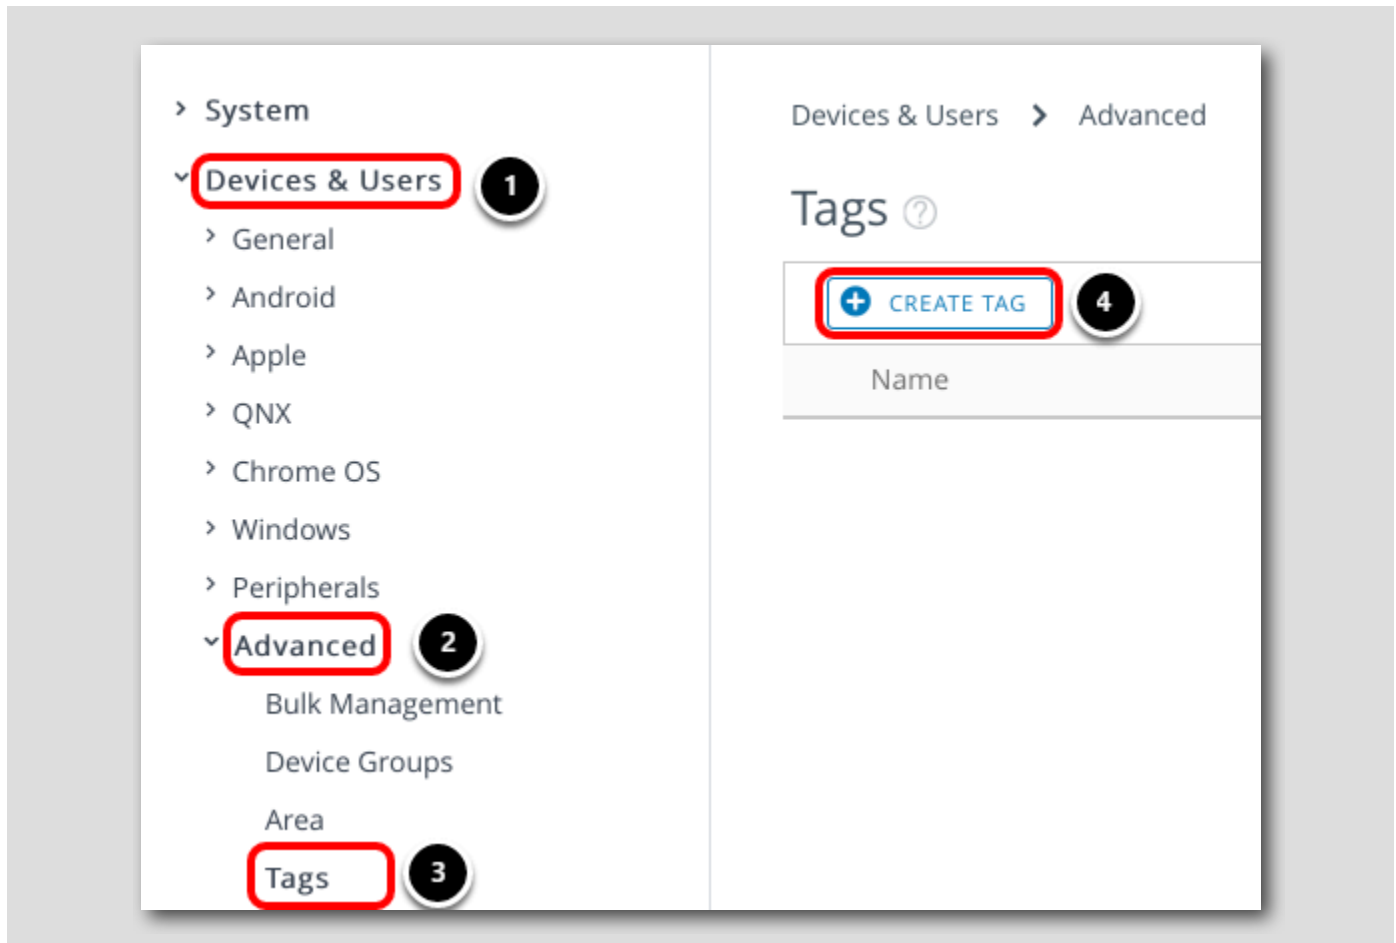 System
Devices & Users
1
General
Android
Apple
QNX
Chrome OS
Windows
Peripherals
Advanced
2
Bulk Management
Device Groups
Area
Tags
3
Devices & Users > Advanced
Tags ?
CREATE TAG
4
Name